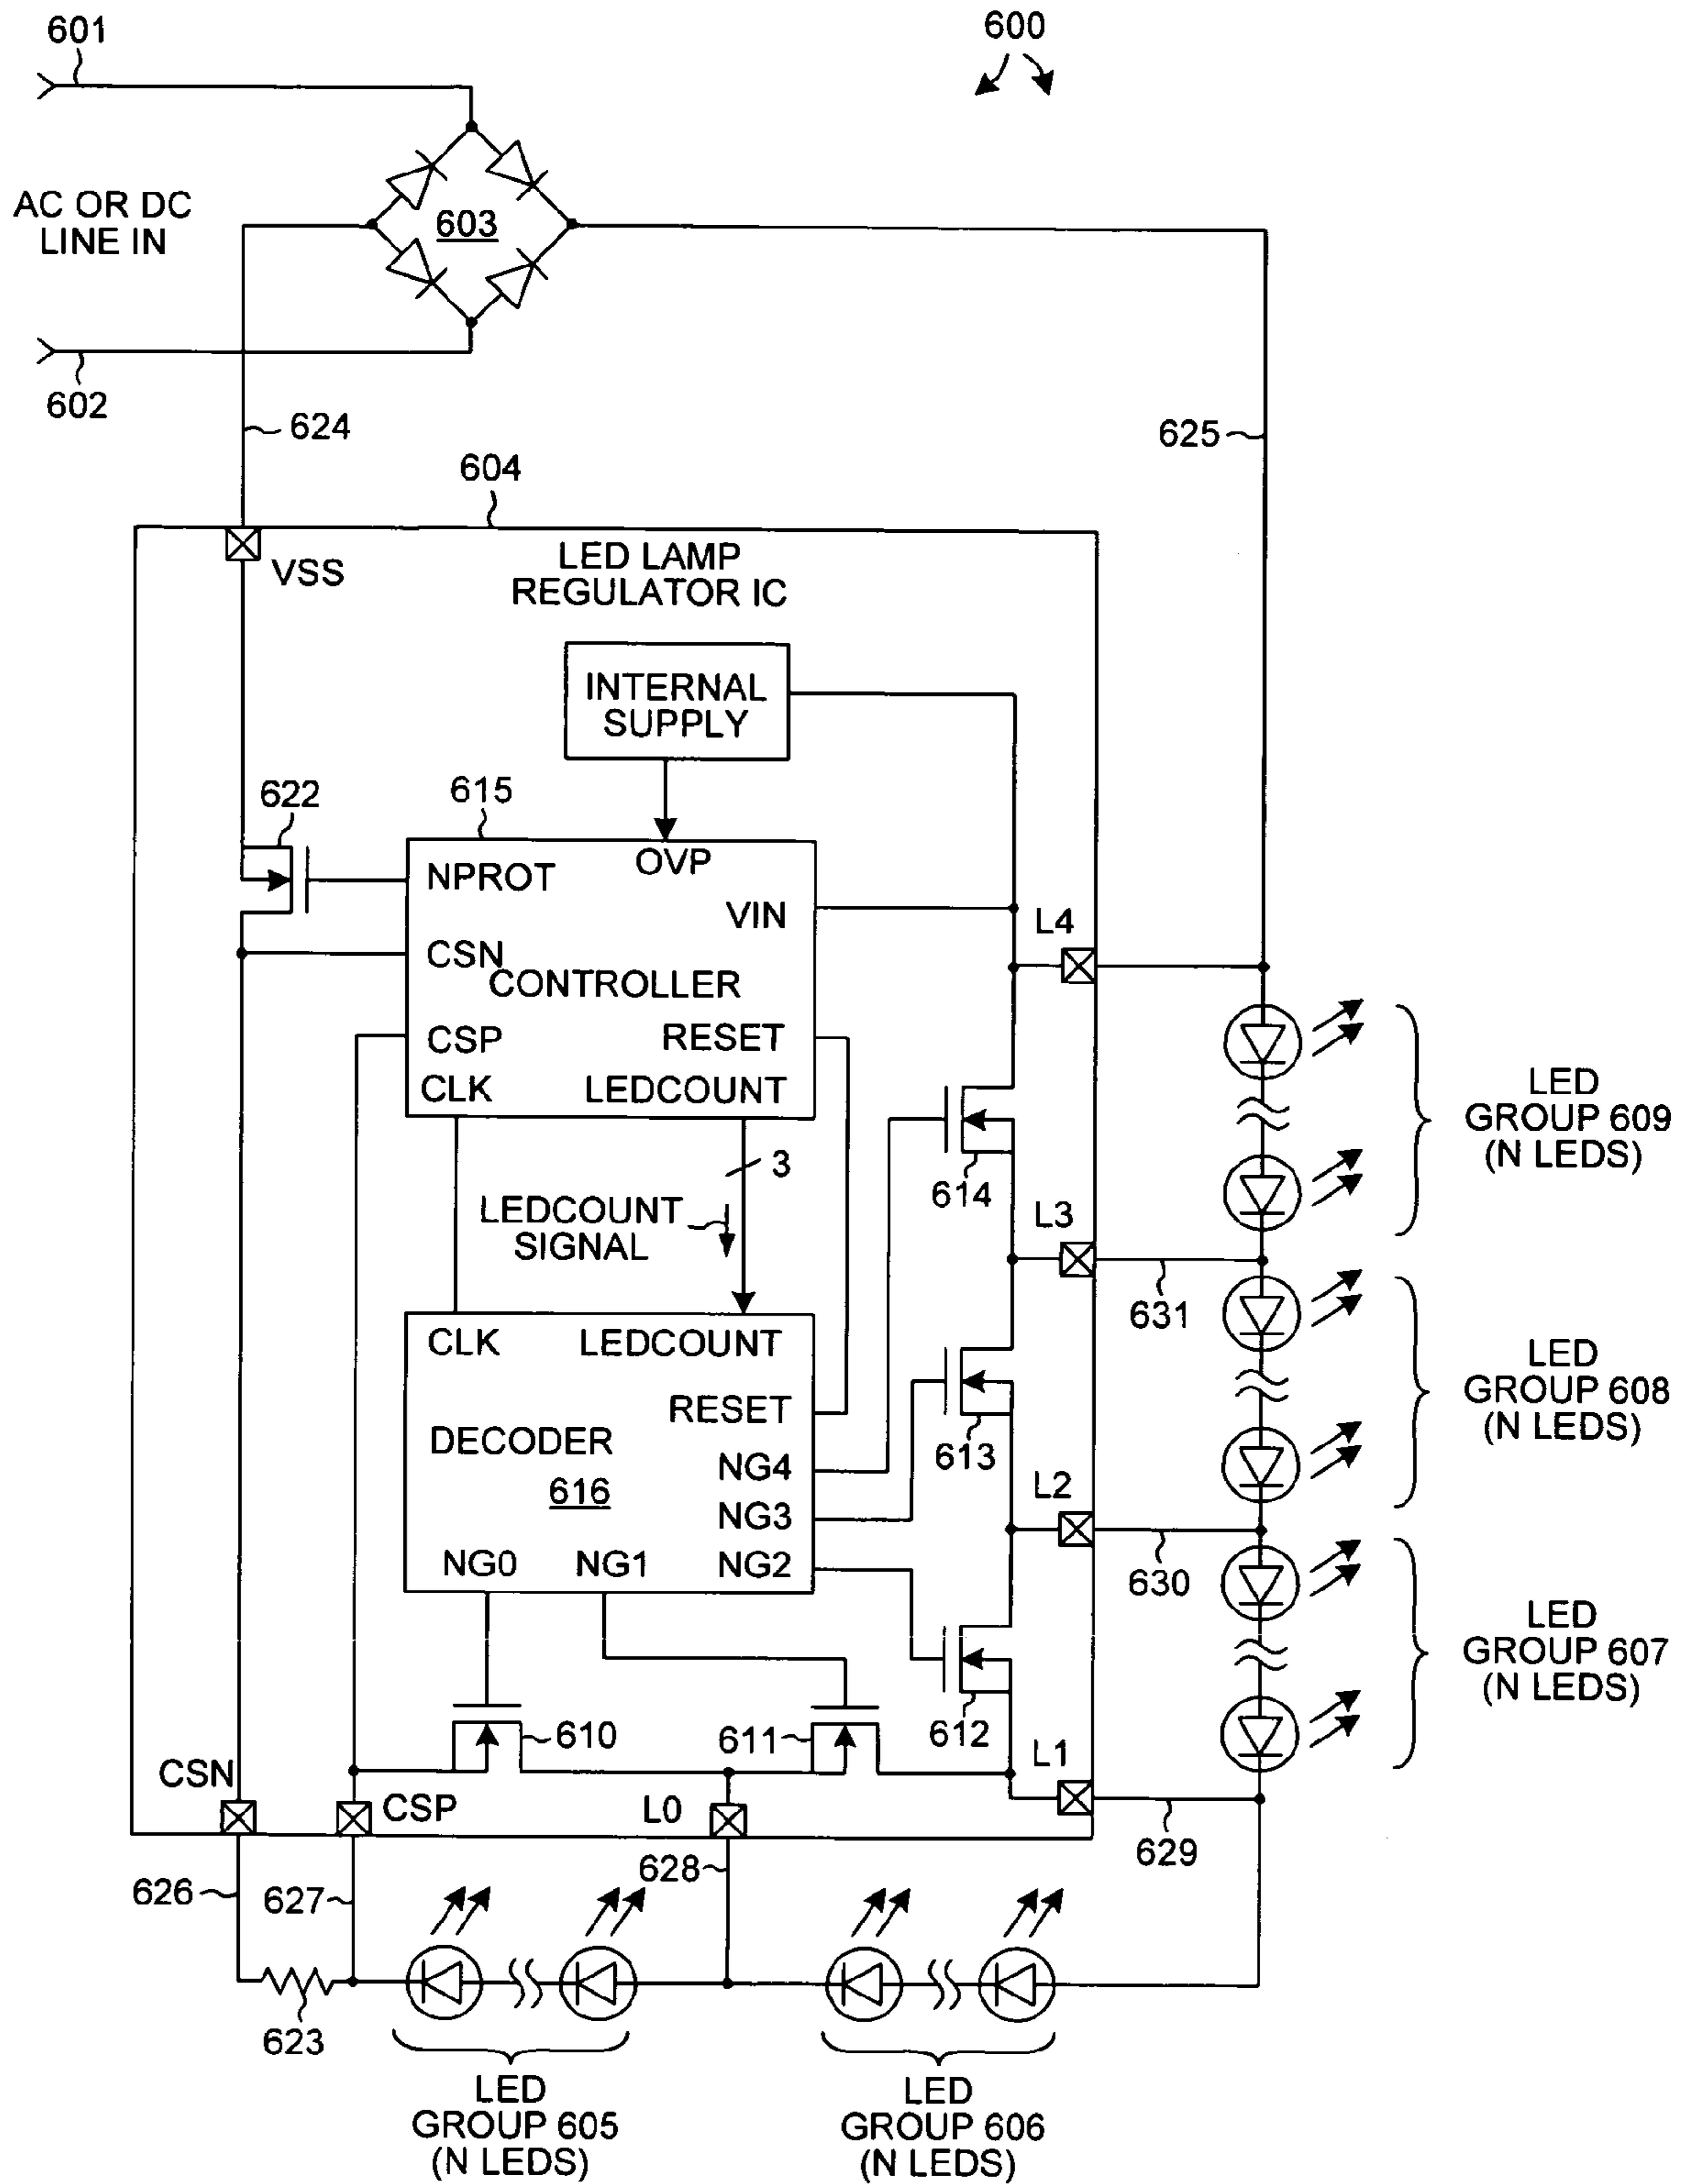 601
600
AC OR DC
LINE IN
603
602
624
625
604
VSS
LED LAMP
REGULATOR IC
INTERNAL
SUPPLY
622
615
NPROT
OVP
VIN
L4
CSN
CONTROLLER
CSP
RESET
CLK
LEDCOUNT
LED
GROUP 609
(N LEDS)
3
614
LEDCOUNT
SIGNAL
L3
631
CLK
LEDCOUNT
RESET
DECODER
616
NG4
NG3
NG2
NG0
NG1
613
L2
630
LED
GROUP 608
(N LEDS)
LED
GROUP 607
(N LEDS)
610
611
612
L1
CSN
CSP
L0
629
626
627
628
623
LED
GROUP 605
(N LEDS)
LED
GROUP 606
(N LEDS)